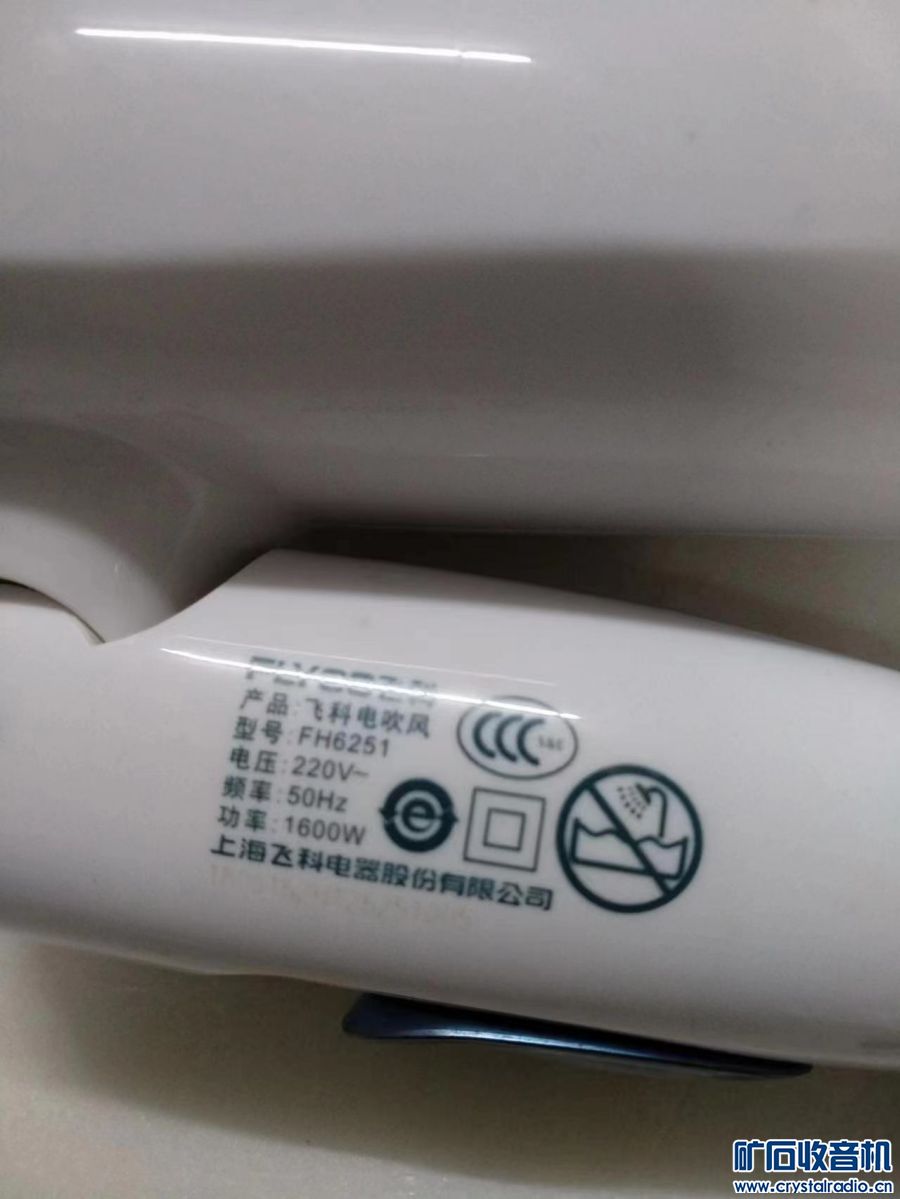 FLYCO飞科
产品:飞科电吹风
型号:FH6251
电压:220V~
频率:50Hz
功率:1600W
上海飞科电器股份有限公司
CCC
S&E
e
矿石收音机
www.crystalradio.cn